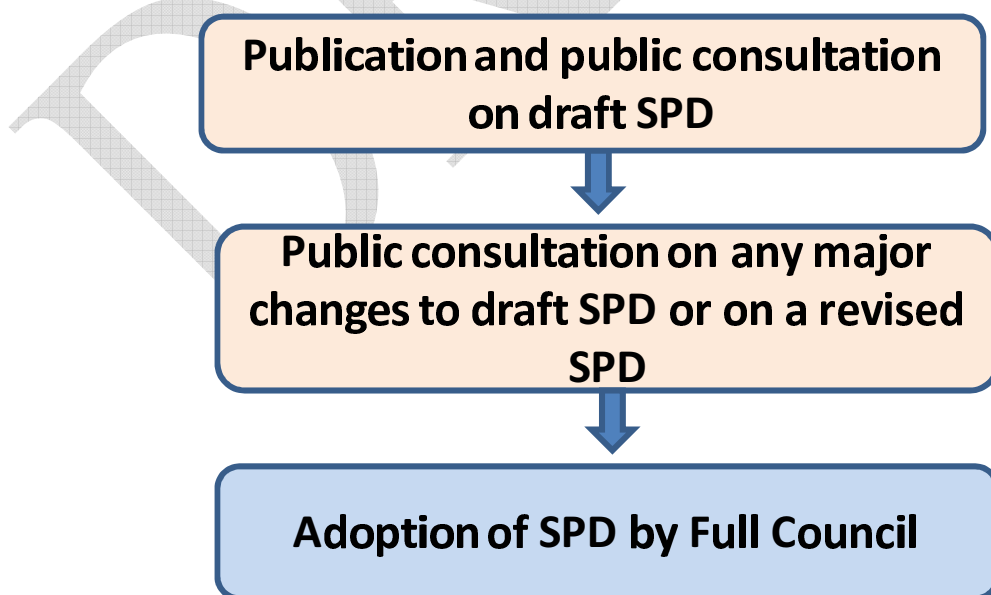 Publication and public consultation
on draft SPD
Public consultation on any major
changes to draft SPD or on a revised
SPD
Adoption of SPD by Full Council